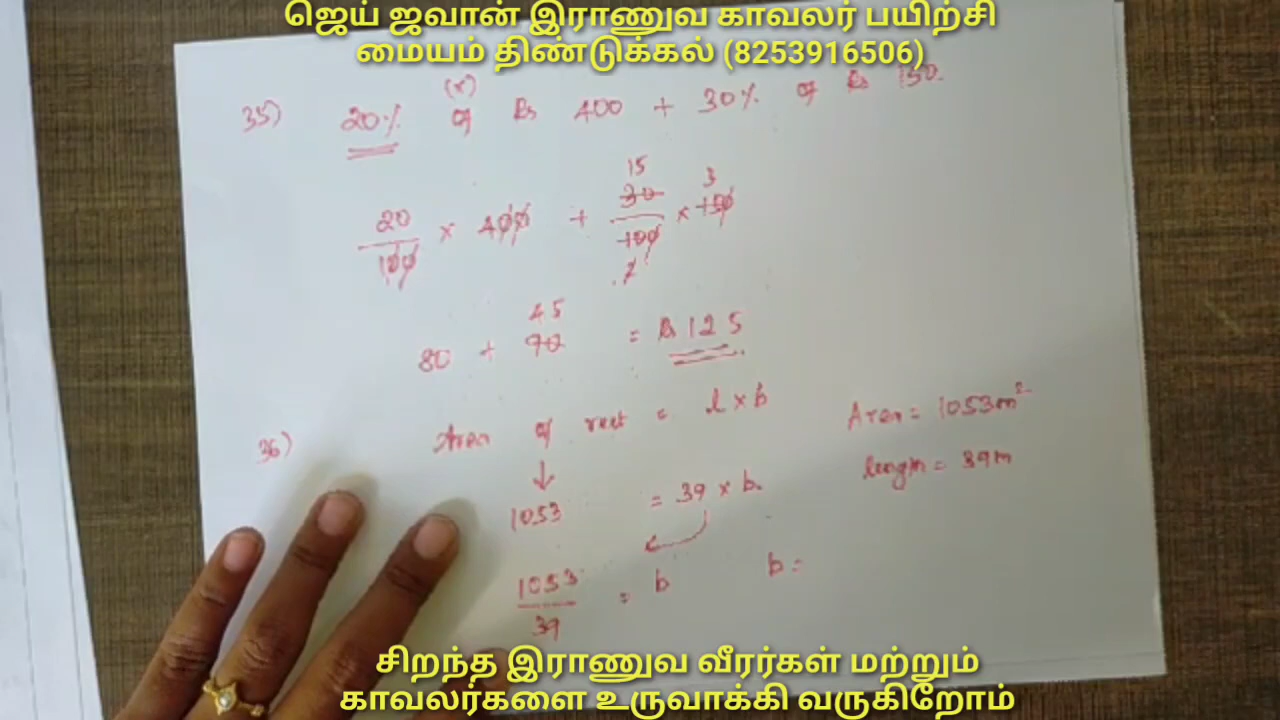 ஜெய் ஜவான் இராணுவ காவலர் பயிற்சி
மையம் திண்டுக்கல் (8253916506)
35) 20% (x) of Rs 400 + 30% of Rs 150.
20/100 × 400 + 15 30/100 2 × 150 3
80 + 90 45 = Rs 125
36) Area of rect = l × b Area = 1053m²
length = 39m
1053 = 39 × b.
1053/39 = b b =
சிறந்த இராணுவ வீரர்கள் மற்றும்
காவலர்களை உருவாக்கி வருகிறோம்